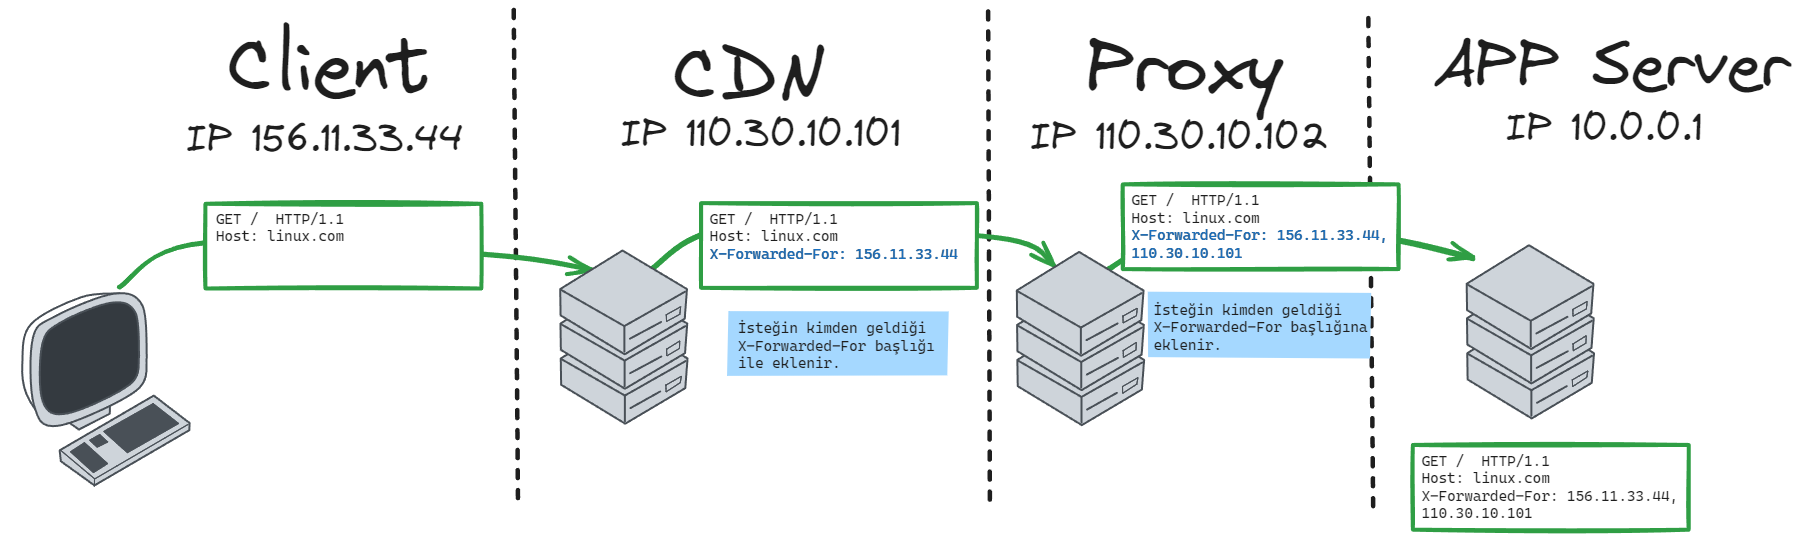 Client
IP 156.11.33.44
CDN
IP 110.30.10.101
Proxy
IP 110.30.10.102
APP Server
IP 10.0.0.1
GET /  HTTP/1.1
Host: linux.com
GET /  HTTP/1.1
Host: linux.com
X-Forwarded-For: 156.11.33.44
İsteğin kimden geldiği
X-Forwarded-For başlığı
ile eklenir.
GET /  HTTP/1.1
Host: linux.com
X-Forwarded-For: 156.11.33.44,
110.30.10.101
İsteğin kimden geldiği
X-Forwarded-For başlığına
eklenir.
GET /  HTTP/1.1
Host: linux.com
X-Forwarded-For: 156.11.33.44,
110.30.10.101